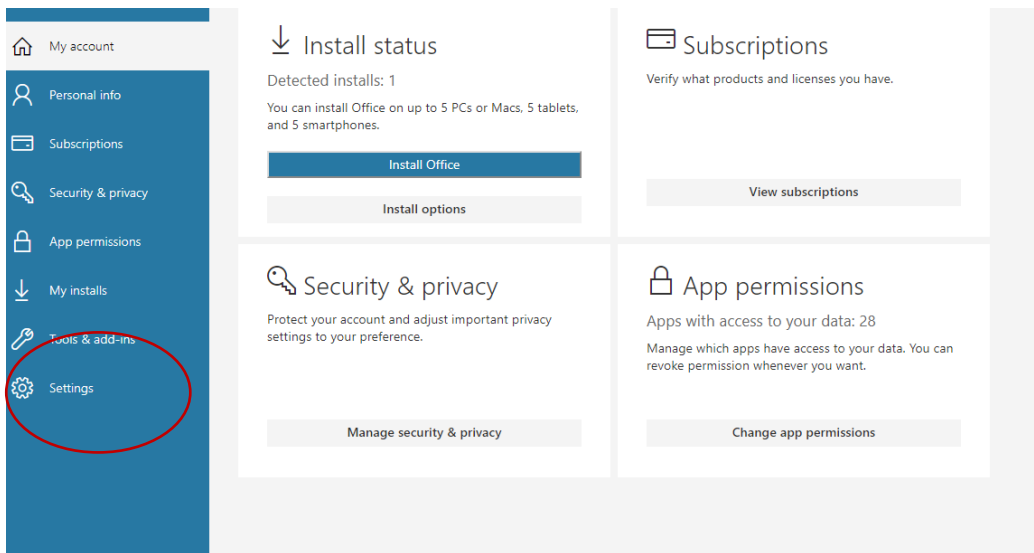 My account
Personal info
Subscriptions
Security & privacy
App permissions
My installs
Tools & add-ins
Settings
Install status
Detected installs: 1
You can install Office on up to 5 PCs or Macs, 5 tablets,
and 5 smartphones.
Install Office
Install options
Subscriptions
Verify what products and licenses you have.
View subscriptions
Security & privacy
Protect your account and adjust important privacy
settings to your preference.
Manage security & privacy
App permissions
Apps with access to your data: 28
Manage which apps have access to your data. You can
revoke permission whenever you want.
Change app permissions